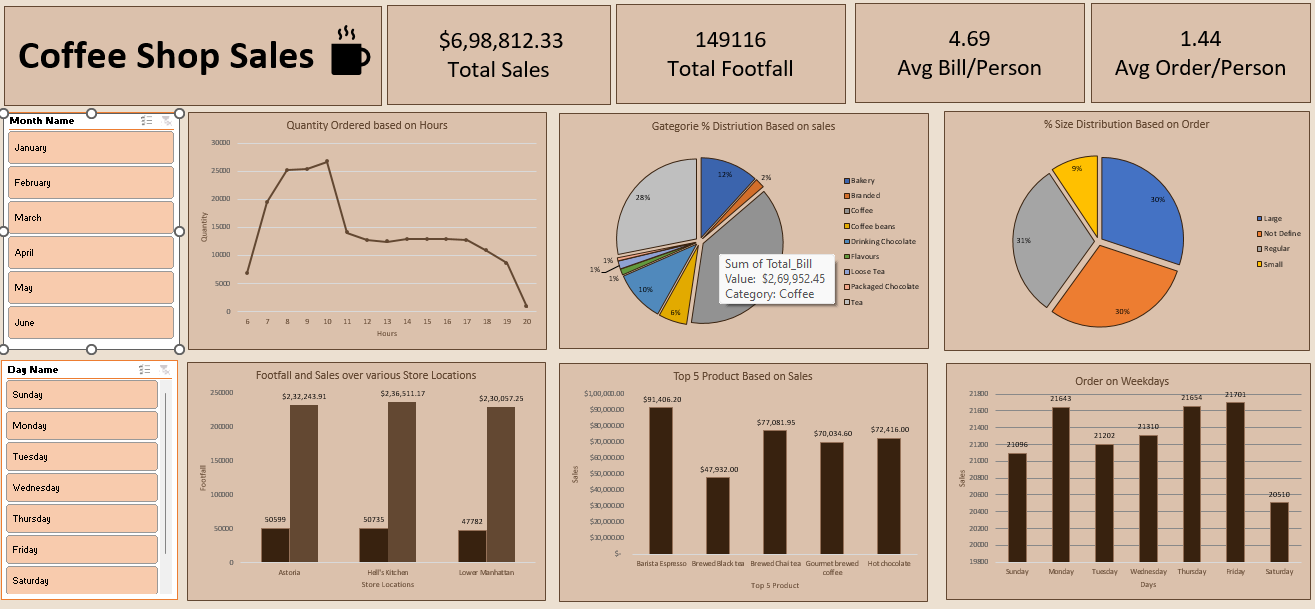 Coffee Shop Sales
$6,98,812.33
Total Sales
149116
Total Footfall
4.69
Avg Bill/Person
1.44
Avg Order/Person
Month Name
January
February
March
April
May
June
Quantity Ordered based on Hours
30000
25000
20000
15000
10000
5000
0
Quantity
6 7 8 9 10 11 12 13 14 15 16 17 18 19 20
Hours
Gategorie % Distriution Based on sales
12%
2%
28%
1%
1%
1%
10%
6%
Sum of Total_Bill
Value: $2,69,952.45
Category: Coffee
Bakery
Branded
Coffee
Coffee beans
Drinking Chocolate
Flavours
Loose Tea
Packaged Chocolate
Tea
% Size Distribution Based on Order
9%
30%
31%
30%
Large
Not Define
Regular
Small
Day Name
Sunday
Monday
Tuesday
Wednesday
Thursday
Friday
Saturday
Footfall and Sales over various Store Locations
250000
200000
150000
100000
50000
0
Footfall
$2,32,243.91
$2,36,511.17
$2,30,057.25
50599
50735
47782
Astoria
Hell's Kitchen
Lower Manhattan
Store Locations
Top 5 Product Based on Sales
$1,00,000.00
$90,000.00
$80,000.00
$70,000.00
$60,000.00
$50,000.00
$40,000.00
$30,000.00
$20,000.00
$10,000.00
$-
Sales
$91,406.20
$47,932.00
$77,081.95
$70,034.60
$72,416.00
Barista Espresso
Brewed Black tea
Brewed Chai tea
Gourmet brewed
coffee
Hot chocolate
Top 5 Product
Order on Weekdays
21800
21600
21400
21200
21000
20800
20600
20400
20200
20000
19800
Sales
21096
21643
21202
21310
21654
21701
20510
Sunday
Monday
Tuesday
Wednesday
Thursday
Friday
Saturday
Days